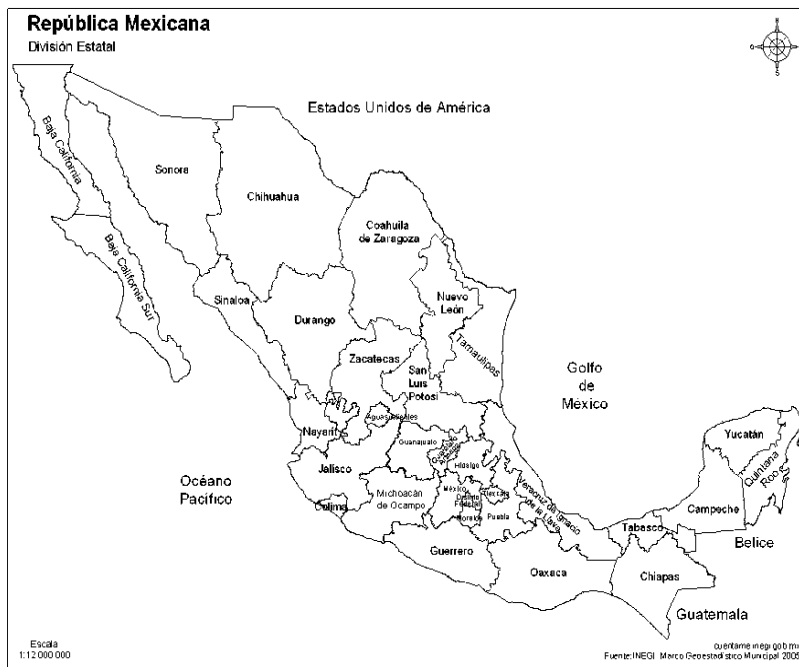 República Mexicana
División Estatal
Estados Unidos de América
Baja California
Sonora
Chihuahua
Coahuila
de Zaragoza
Baja California Sur
Sinaloa
Durango
Nuevo
León
Tamaulipas
Zacatecas
San
Luis
Potosí
Golfo
de
México
Aguascalientes
Nayarit
Guanajuato
Querétaro
Hidalgo
Jalisco
Yucatán
Quintana
Roo
Océano
Pacífico
Colima
Michoacán
de Ocampo
México
Distrito
Federal
Tlaxcala
Morelos
Puebla
Veracruz de Ignacio
de la Llave
Campeche
Tabasco
Belice
Guerrero
Oaxaca
Chiapas
Guatemala
Escala
1:12 000 000
cuentame.inegi.gob.mx
Fuente: INEGI. Marco Geoestadístico Municipal 2005